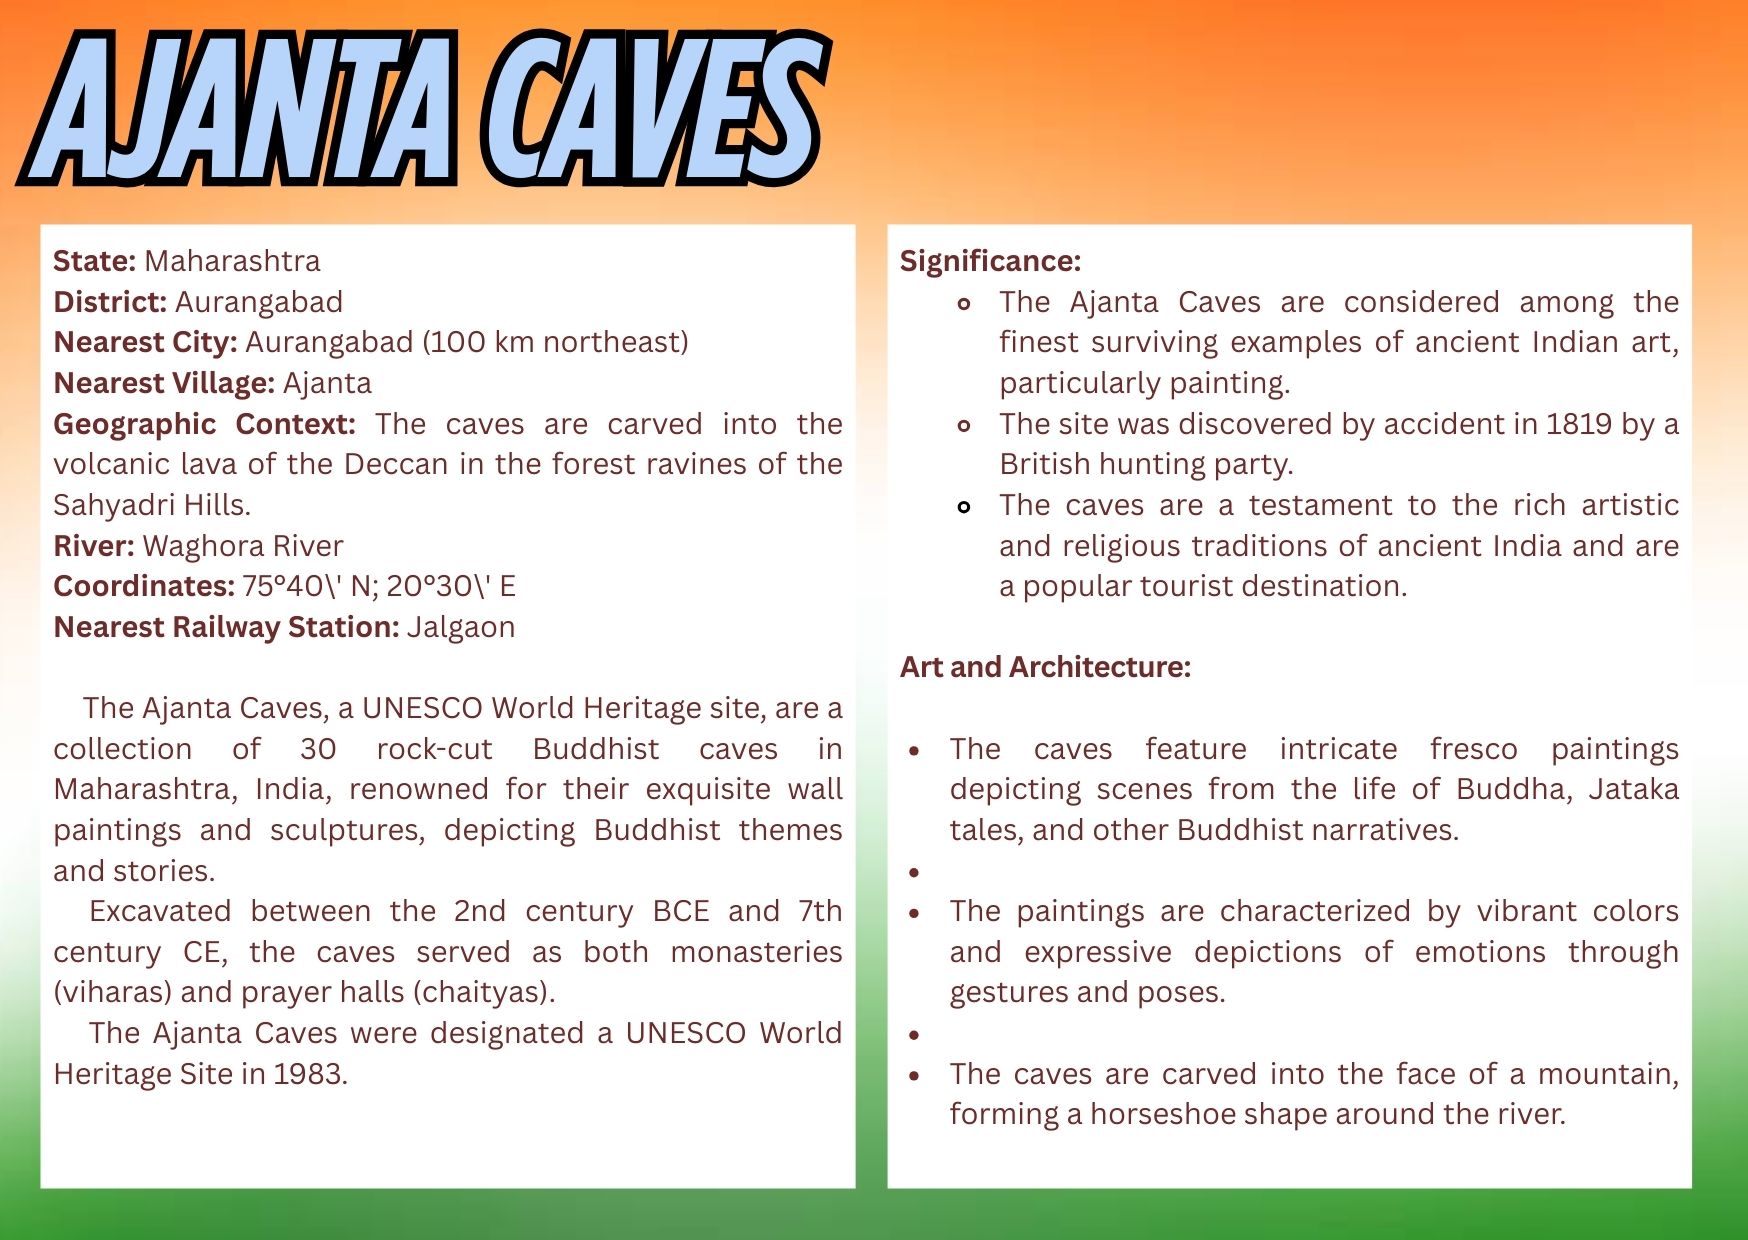 AJANTA CAVES
State: Maharashtra
District: Aurangabad
Nearest City: Aurangabad (100 km northeast)
Nearest Village: Ajanta
Geographic Context: The caves are carved into the
volcanic lava of the Deccan in the forest ravines of the
Sahyadri Hills.
River: Waghora River
Coordinates: 75°40\' N; 20°30\' E
Nearest Railway Station: Jalgaon
The Ajanta Caves, a UNESCO World Heritage site, are a
collection of 30 rock-cut Buddhist caves in
Maharashtra, India, renowned for their exquisite wall
paintings and sculptures, depicting Buddhist themes
and stories.
Excavated between the 2nd century BCE and 7th
century CE, the caves served as both monasteries
(viharas) and prayer halls (chaityas).
The Ajanta Caves were designated a UNESCO World
Heritage Site in 1983.
Significance:
The Ajanta Caves are considered among the
finest surviving examples of ancient Indian art,
particularly painting.
The site was discovered by accident in 1819 by a
British hunting party.
The caves are a testament to the rich artistic
and religious traditions of ancient India and are
a popular tourist destination.
Art and Architecture:
• The caves feature intricate fresco paintings
depicting scenes from the life of Buddha, Jataka
tales, and other Buddhist narratives.
•
• The paintings are characterized by vibrant colors
and expressive depictions of emotions through
gestures and poses.
•
• The caves are carved into the face of a mountain,
forming a horseshoe shape around the river.